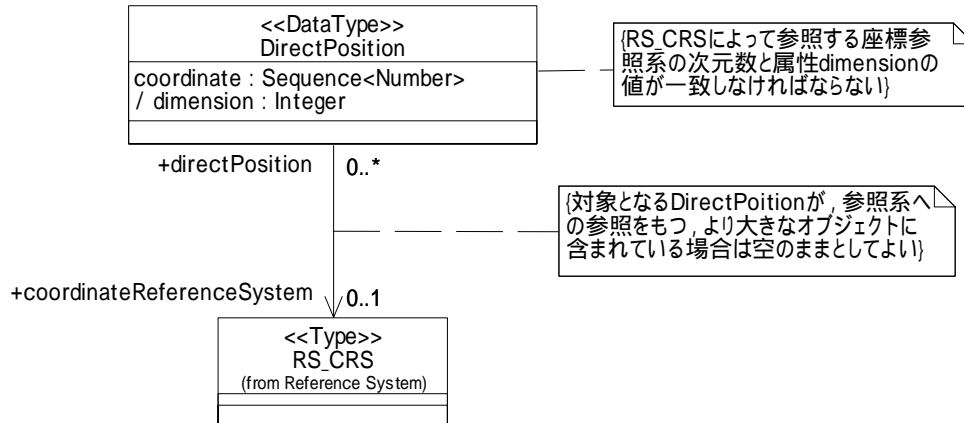 <<DataType>>
DirectPosition
coordinate : Sequence<Number>
/ dimension : Integer
{RS_CRSによって参照する座標参
照系の次元数と属性dimensionの
値が一致しなければならない}
+directPosition
0..*
{対象となるDirectPoitionが，参照系へ
の参照をもつ，より大きなオブジェクトに
含まれている場合は空のままとしてよい}
+coordinateReferenceSystem
0..1
<<Type>>
RS_CRS
(from Reference System)